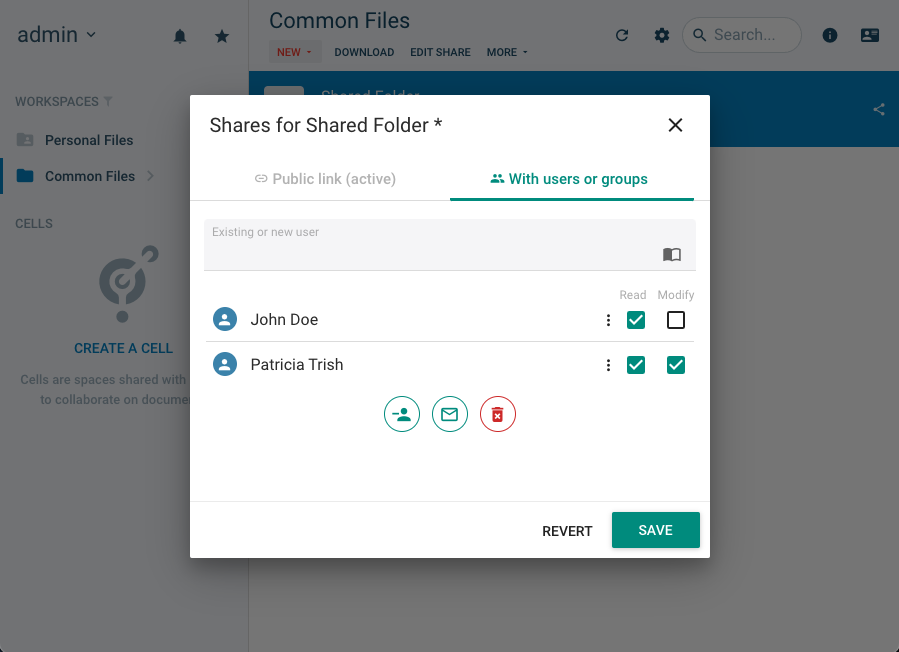 admin
Common Files
NEW
DOWNLOAD
EDIT SHARE
MORE
Search...
WORKSPACES
Personal Files
Common Files
CELLS
CREATE A CELL
Cells are spaces shared with
to collaborate on docume
Shared Folder
Shares for Shared Folder *
Public link (active)
With users or groups
Existing or new user
Read Modify
John Doe
Patricia Trish
REVERT
SAVE